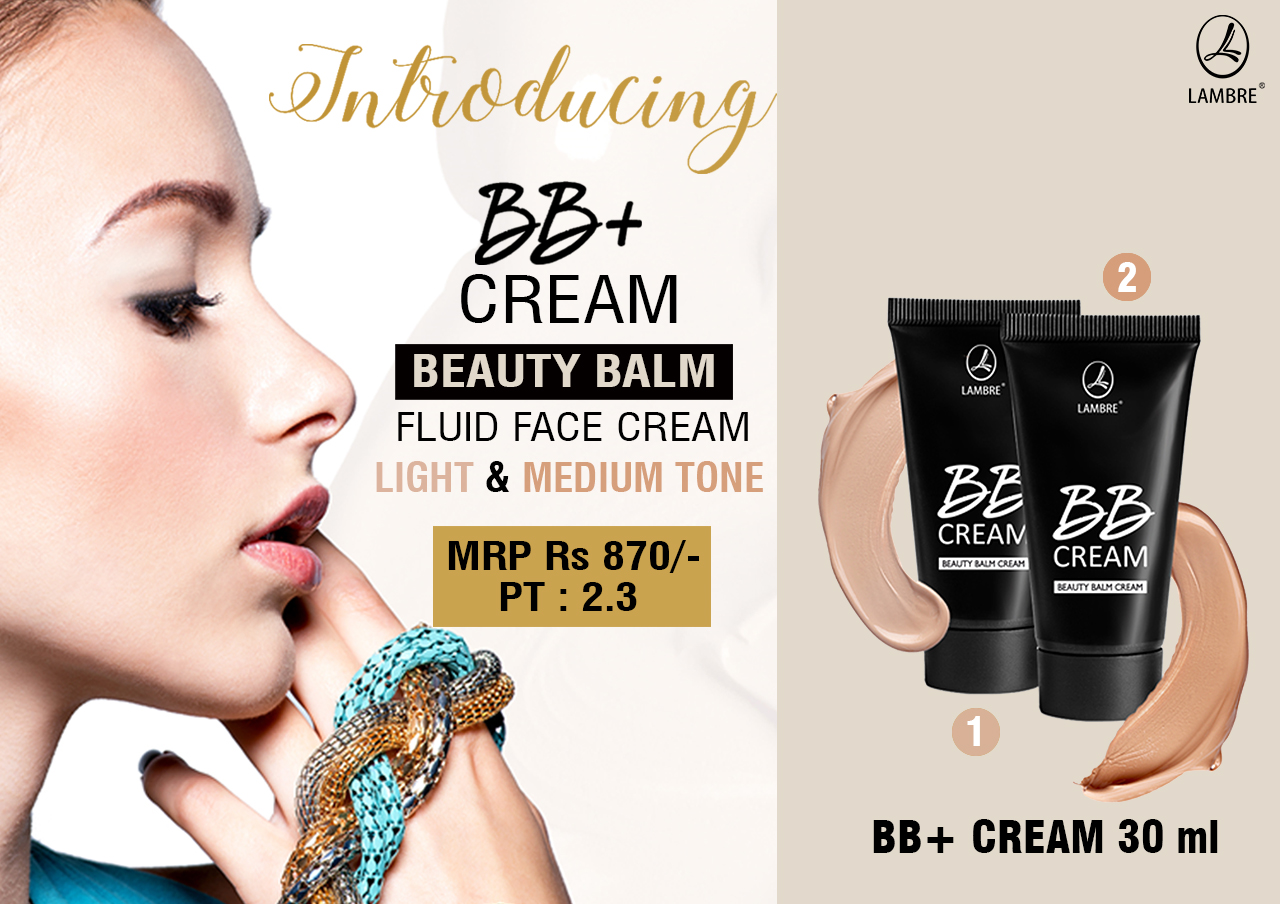 Introducing
BB+
CREAM
BEAUTY BALM
FLUID FACE CREAM
LIGHT & MEDIUM TONE
MRP Rs 870/-
PT : 2.3
LAMBRE®
2
LAMBRE®
BB
CREAM
BEAUTY BALM CREAM
LAMBRE®
BB
CREAM
BEAUTY BALM CREAM
1
BB+ CREAM 30 ml